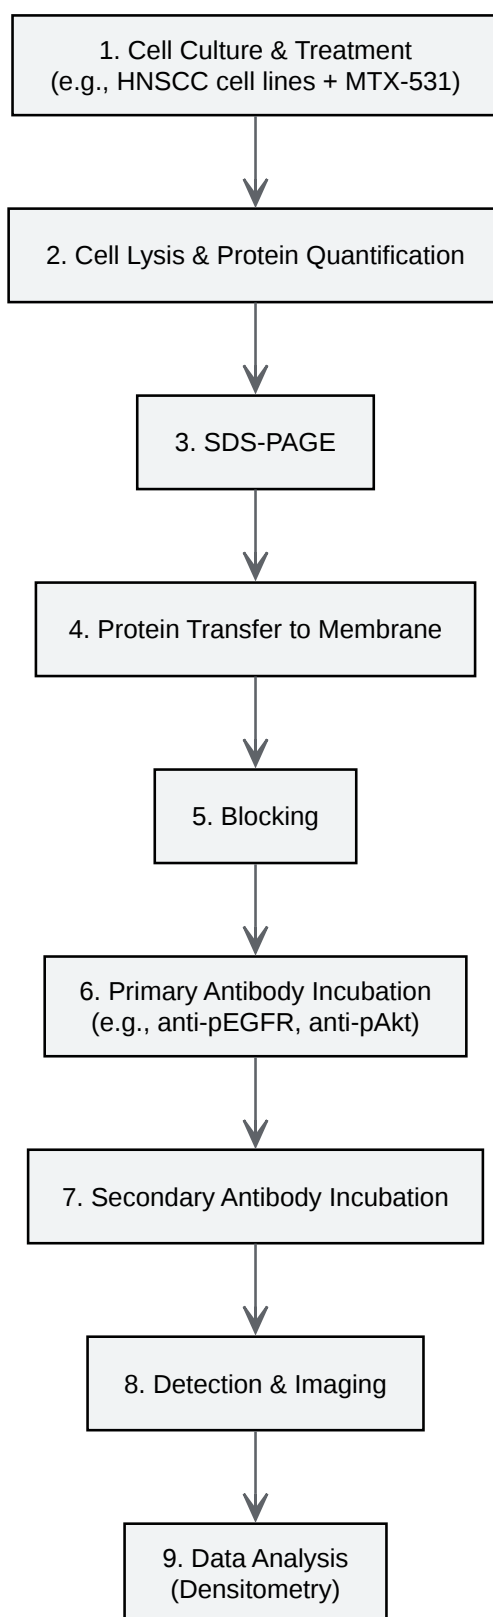 1. Cell Culture & Treatment
(e.g., HNSCC cell lines + MTX-531)
2. Cell Lysis & Protein Quantification
3. SDS-PAGE
4. Protein Transfer to Membrane
5. Blocking
6. Primary Antibody Incubation
(e.g., anti-pEGFR, anti-pAkt)
7. Secondary Antibody Incubation
8. Detection & Imaging
9. Data Analysis
(Densitometry)